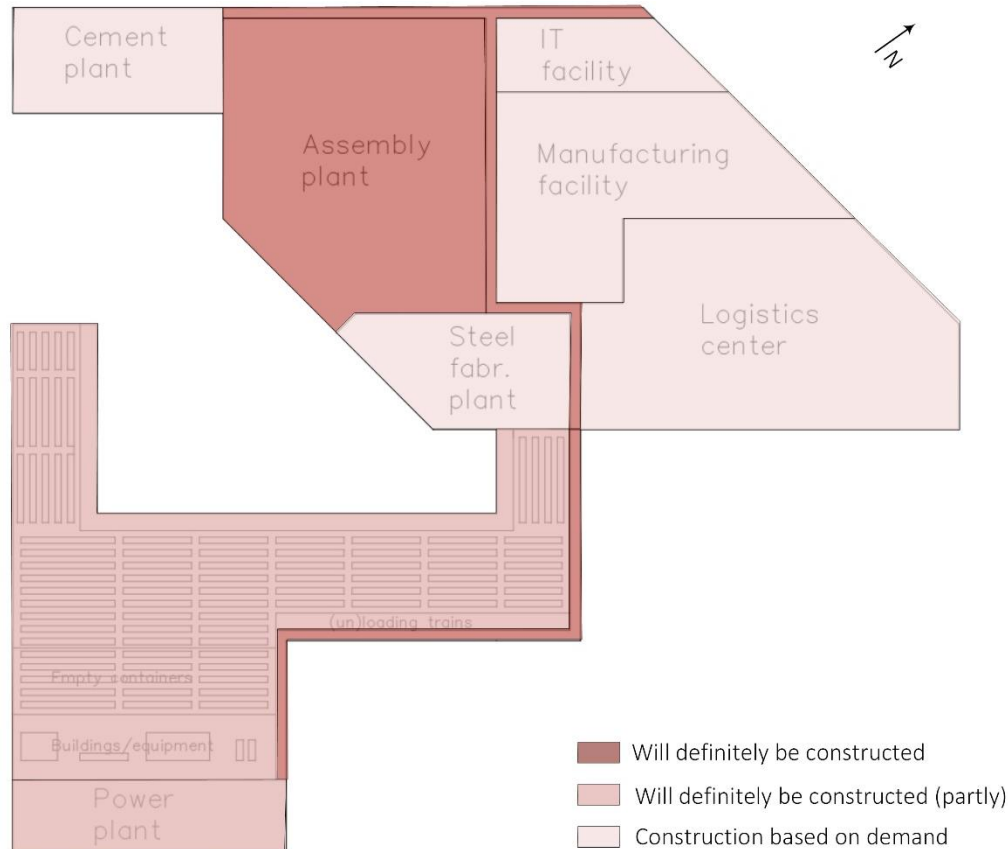 Cement
plant
IT
facility
N
Assembly
plant
Manufacturing
facility
Logistics
center
Steel
fabr.
plant
(un)loading trains
Empty containers
Buildings/equipment
Power
plant
Will definitely be constructed
Will definitely be constructed (partly)
Construction based on demand